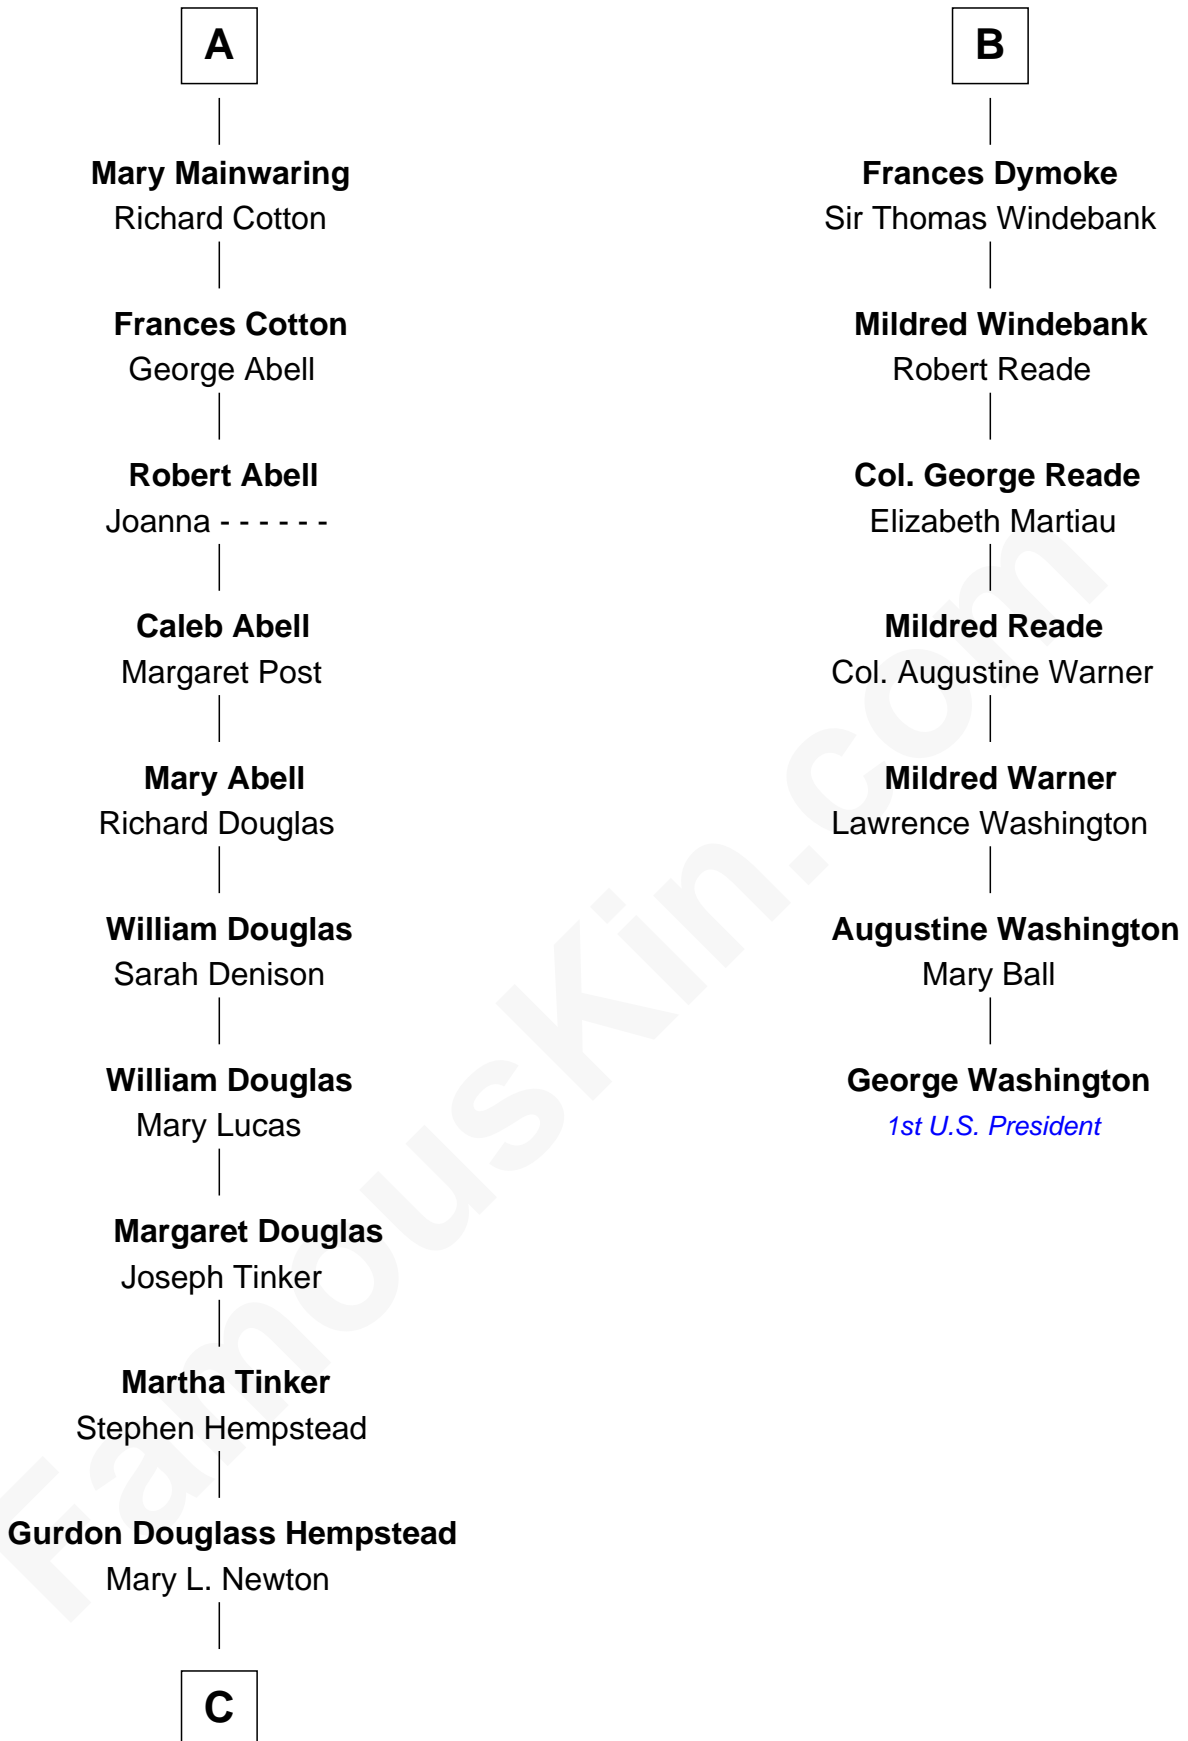 A
Mary Mainwaring
Richard Cotton
Frances Cotton
George Abell
Robert Abell
Joanna - - - - - -
Caleb Abell
Margaret Post
Mary Abell
Richard Douglas
William Douglas
Sarah Denison
William Douglas
Mary Lucas
Margaret Douglas
Joseph Tinker
Martha Tinker
Stephen Hempstead
Gurdon Douglass Hempstead
Mary L. Newton
C
B
Frances Dymoke
Sir Thomas Windebank
Mildred Windebank
Robert Reade
Col. George Reade
Elizabeth Martiau
Mildred Reade
Col. Augustine Warner
Mildred Warner
Lawrence Washington
Augustine Washington
Mary Ball
George Washington
1st U.S. President
FamousKin.com